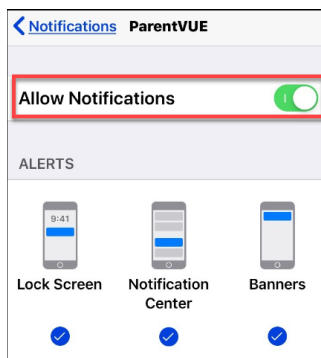 Notifications ParentVUE
Allow Notifications
ALERTS
9:41
Lock Screen Notification Center Banners